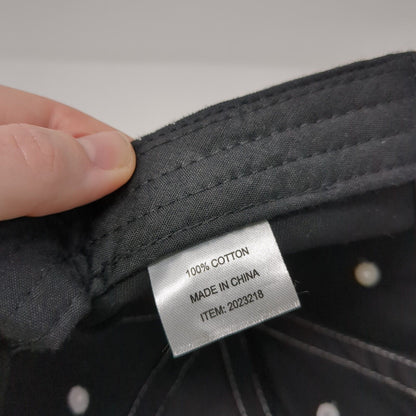 100% COTTON
MADE IN CHINA
ITEM: 2023218